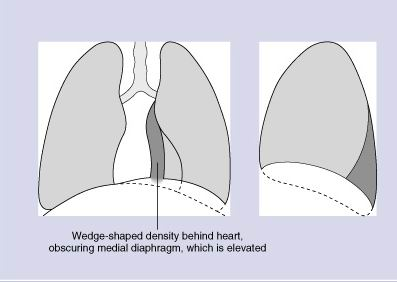 Wedge-shaped density behind heart,
obscuring medial diaphragm, which is elevated